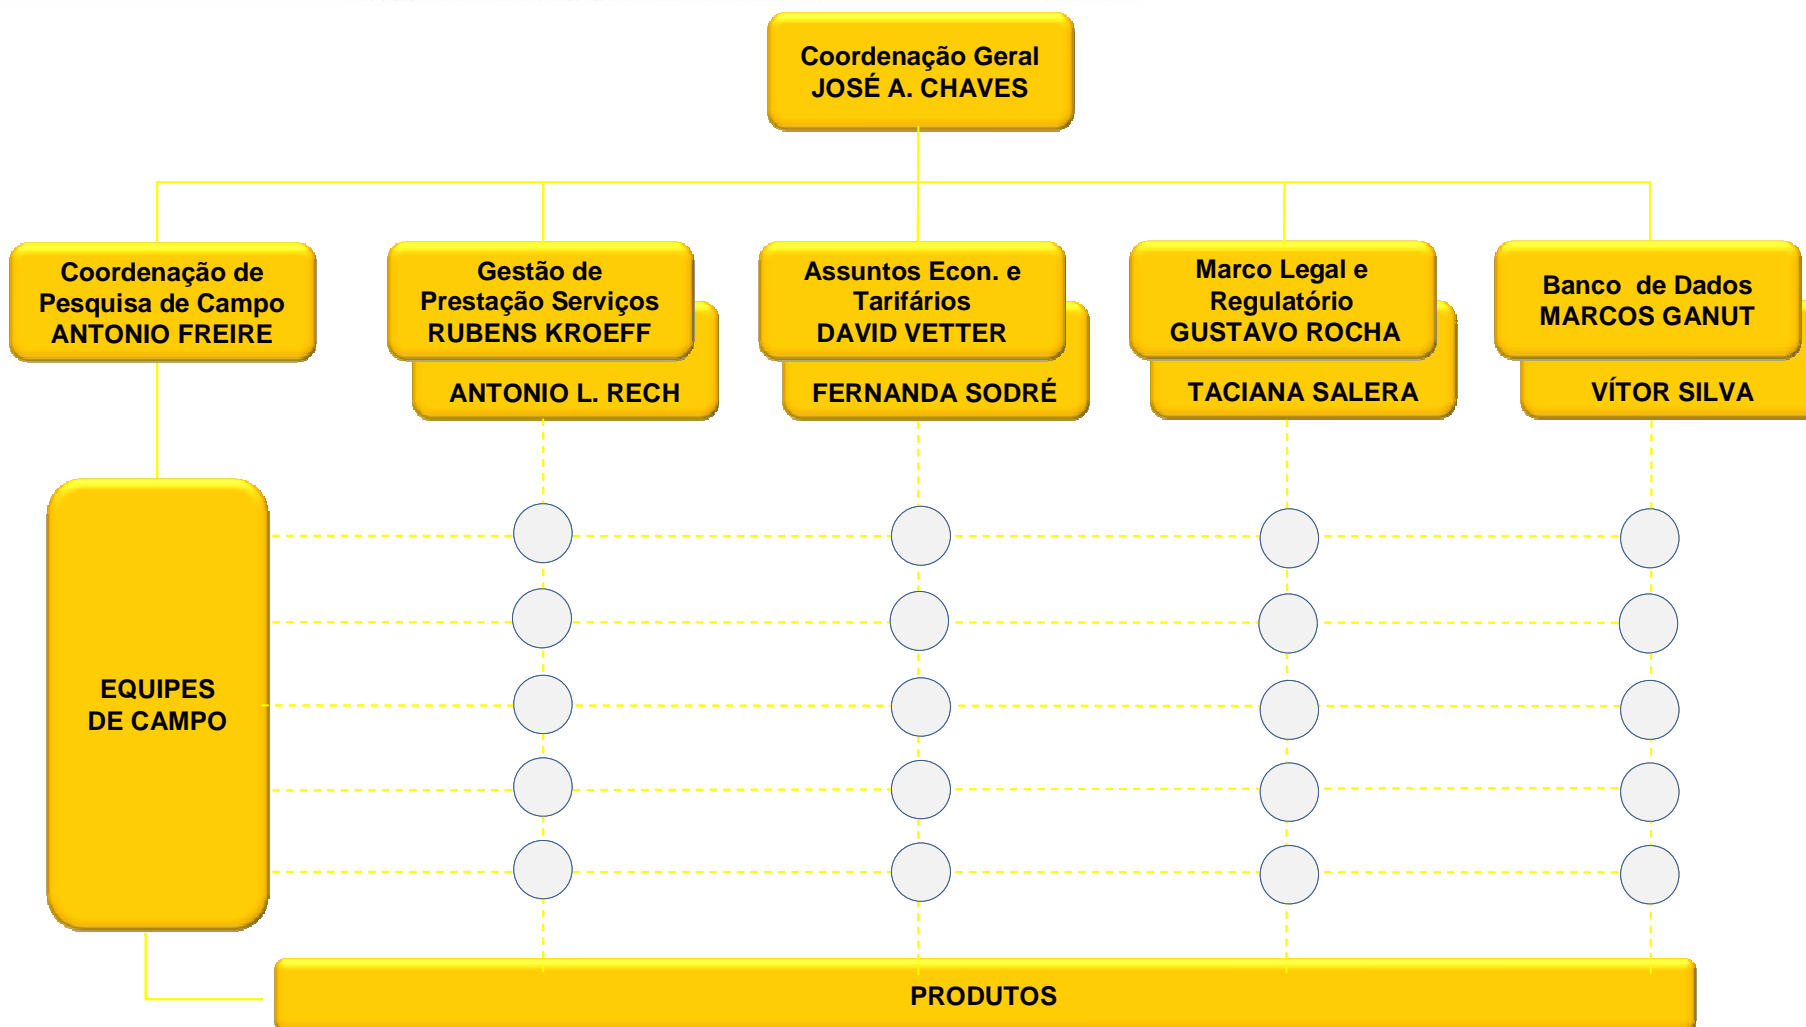 Coordenação Geral
JOSÉ A. CHAVES
Coordenação de
Pesquisa de Campo
ANTONIO FREIRE
Gestão de
Prestação Serviços
RUBENS KROEFF
ANTONIO L. RECH
Assuntos Econ. e
Tarifários
DAVID VETTER
FERNANDA SODRÉ
Marco Legal e
Regulatório
GUSTAVO ROCHA
TACIANA SALERA
Banco de Dados
MARCOS GANUT
VÍTOR SILVA
EQUIPES
DE CAMPO
PRODUTOS